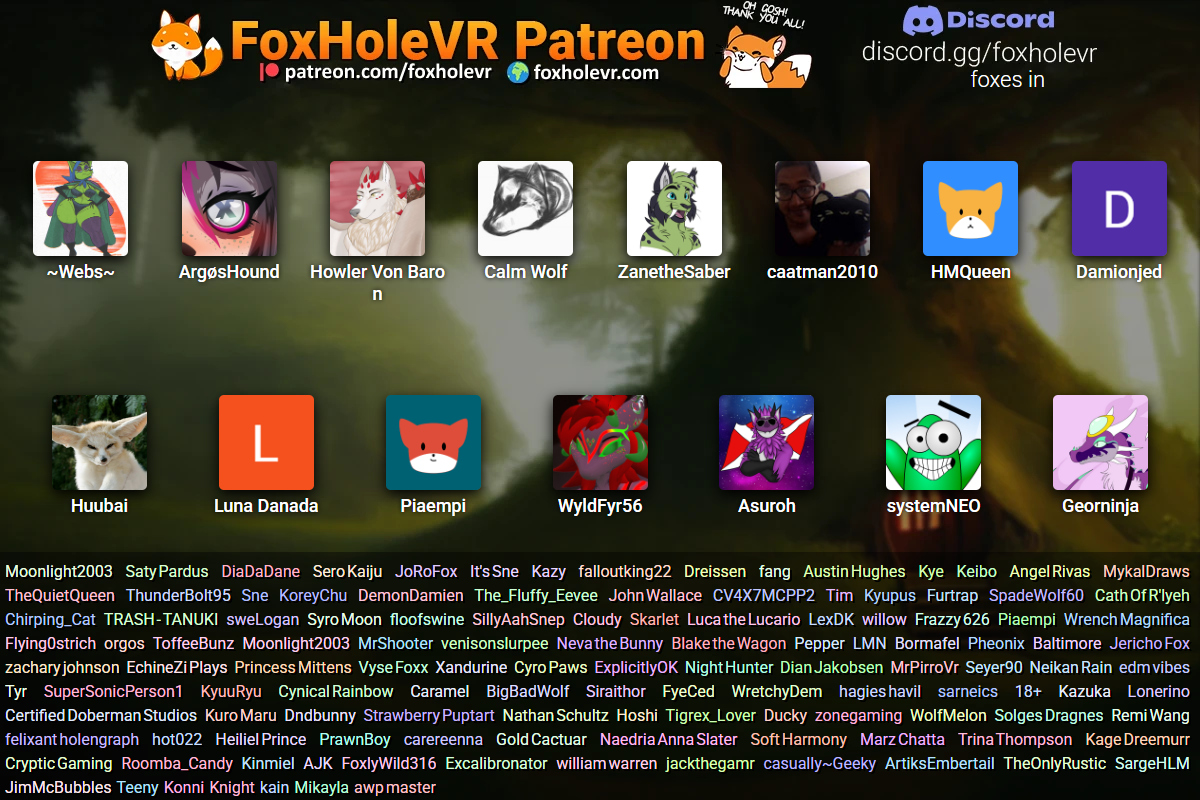 FoxHoleVR Patreon
patreon.com/foxholevr foxholevr.com
OH GOSH!
THANK YOU ALL!
Discord
discord.gg/foxholevr
foxes in
D
~Webs~ ArgøsHound Howler Von Baro
n Calm Wolf ZanetheSaber caatman2010 HMQueen Damionjed
L
Huubai Luna Danada Piaempi WyldFyr56 Asuroh systemNEO Georninja
Moonlight2003 Saty Pardus DiaDaDane Sero Kaiju JoRoFox It's Sne Kazy falloutking22 Dreissen fang Austin Hughes Kye Keibo Angel Rivas MykalDraws
TheQuietQueen ThunderBolt95 Sne KoreyChu DemonDamien The_Fluffy_Eevee John Wallace CV4X7MCPP2 Tim Kyupus Furtrap SpadeWolf60 Cath Of R'lyeh
Chirping_Cat TRASH-TANUKI sweLogan Syro Moon floofswine SillyAahSnep Cloudy Skarlet Luca the Lucario LexDK willow Frazzy 626 Piaempi Wrench Magnifica
Flying0strich orgos ToffeeBunz Moonlight2003 MrShooter venisonslurpee Neva the Bunny Blake the Wagon Pepper LMN Bormafel Pheonix Baltimore Jericho Fox
zachary johnson EchineZi Plays Princess Mittens Vyse Foxx Xandurine Cyro Paws ExplicitlyOK Night Hunter Dian Jakobsen MrPirroVr Seyer90 Neikan Rain edm vibes
Tyr SuperSonicPerson1 KyuuRyu Cynical Rainbow Caramel BigBadWolf Siraithor FyeCed WretchyDem hagies havil sarneics 18+ Kazuka Lonerino
Certified Doberman Studios Kuro Maru Dndbunny Strawberry Puptart Nathan Schultz Hoshi Tigrex_Lover Ducky zonegaming WolfMelon Solges Dragnes Remi Wang
felixant holengraph hot022 Heiliel Prince PrawnBoy carereenna Gold Cactuar Naedria Anna Slater Soft Harmony Marz Chatta Trina Thompson Kage Dreemurr
Cryptic Gaming Roomba_Candy Kinmiel AJK FoxlyWild316 Excalibronator william warren jackthegamr casually~Geeky ArtiksEmbertail TheOnlyRustic SargeHLM
JimMcBubbles Teeny Konni Knight kain Mikayla awp master